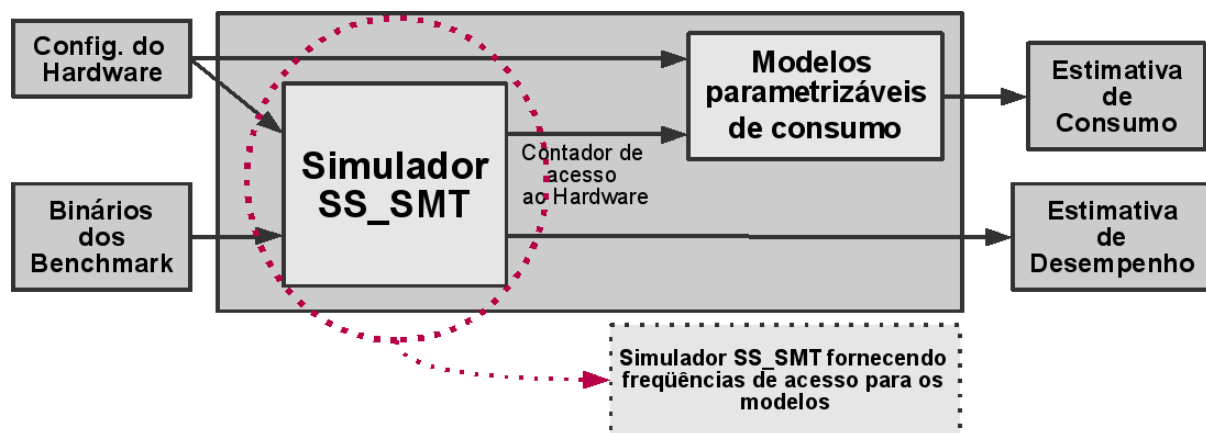 Config. do
Hardware
Binários
dos
Benchmark
Simulador
SS_SMT
Contador de
acesso
ao Hardware
Modelos
parametrizáveis
de consumo
Estimativa
de
Consumo
Estimativa
de
Desempenho
Simulador SS_SMT fornecendo
freqüências de acesso para os
modelos